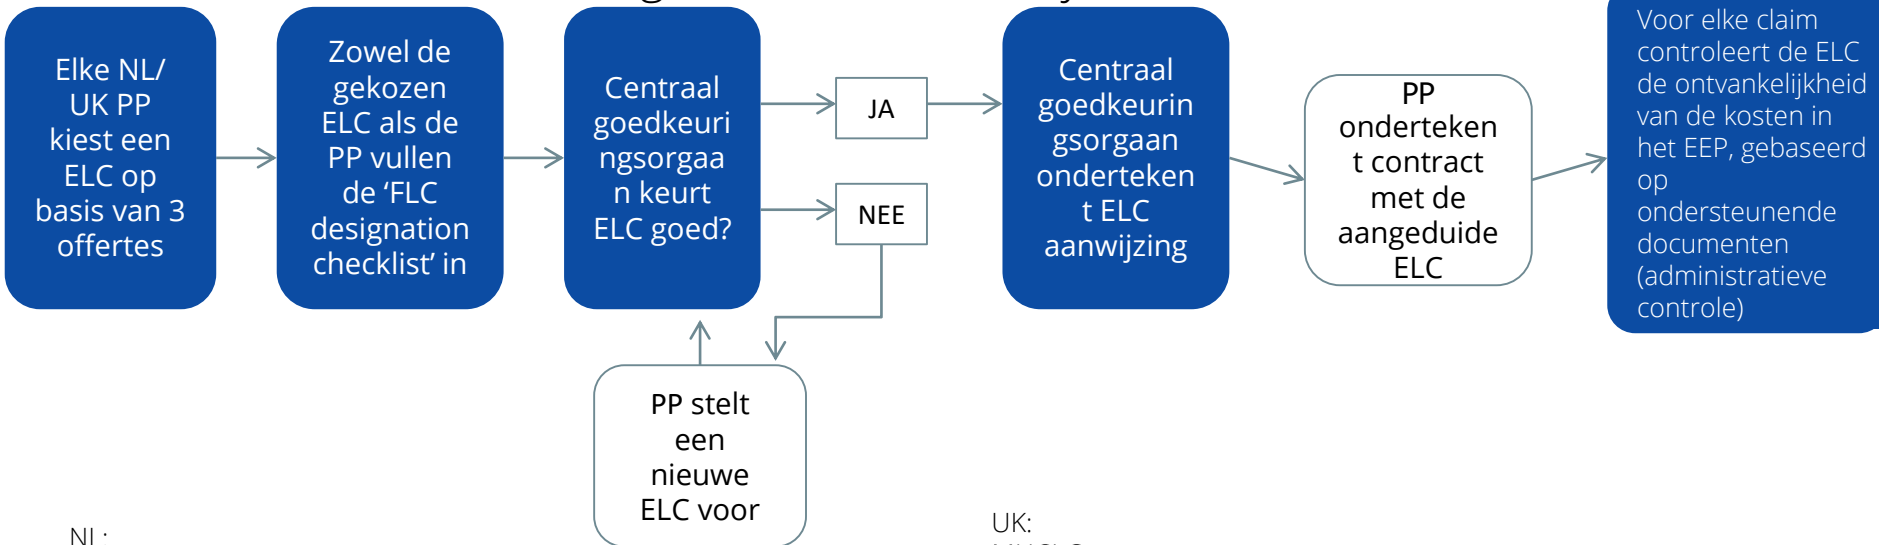 Elke NL/
UK PP
kiest een
ELC op
basis van 3
offertes
Zowel de
gekozen
ELC als de
PP vullen
de ‘FLC
designation
checklist’ in
Centraal
goedkeuri
ngsorgaa
n keurt
ELC goed?
JA
NEE
Centraal
goedkeurin
gsorgaan
onderteken
t ELC
aanwijzing
PP
onderteken
t contract
met de
aangeduide
ELC
Voor elke claim
controleert de ELC
de ontvankelijkheid
van de kosten in
het EEP, gebaseerd
op
ondersteunende
documenten
(administratieve
controle)
PP stelt
een
nieuwe
ELC voor
NL:
UK: